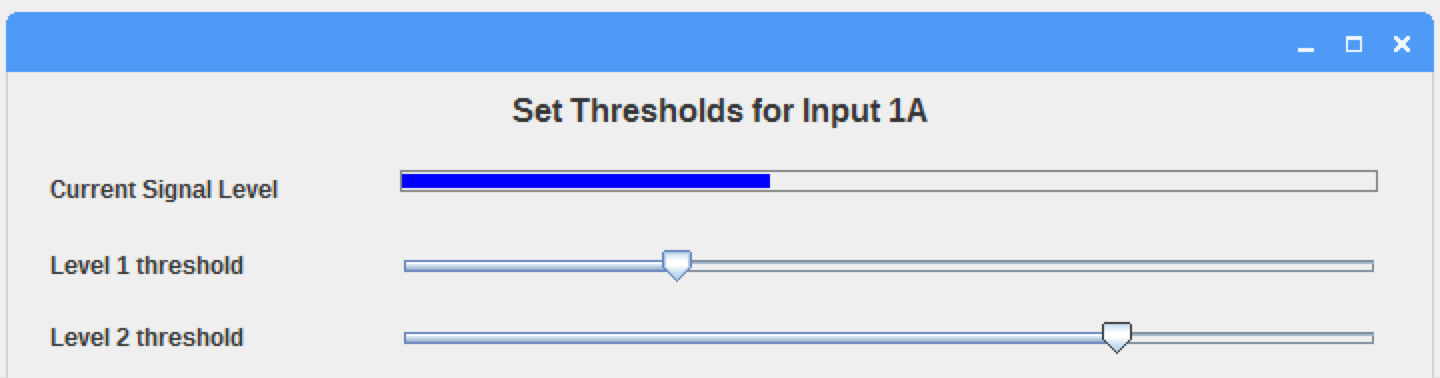 Set Thresholds for Input 1A
Current Signal Level
Level 1 threshold
Level 2 threshold